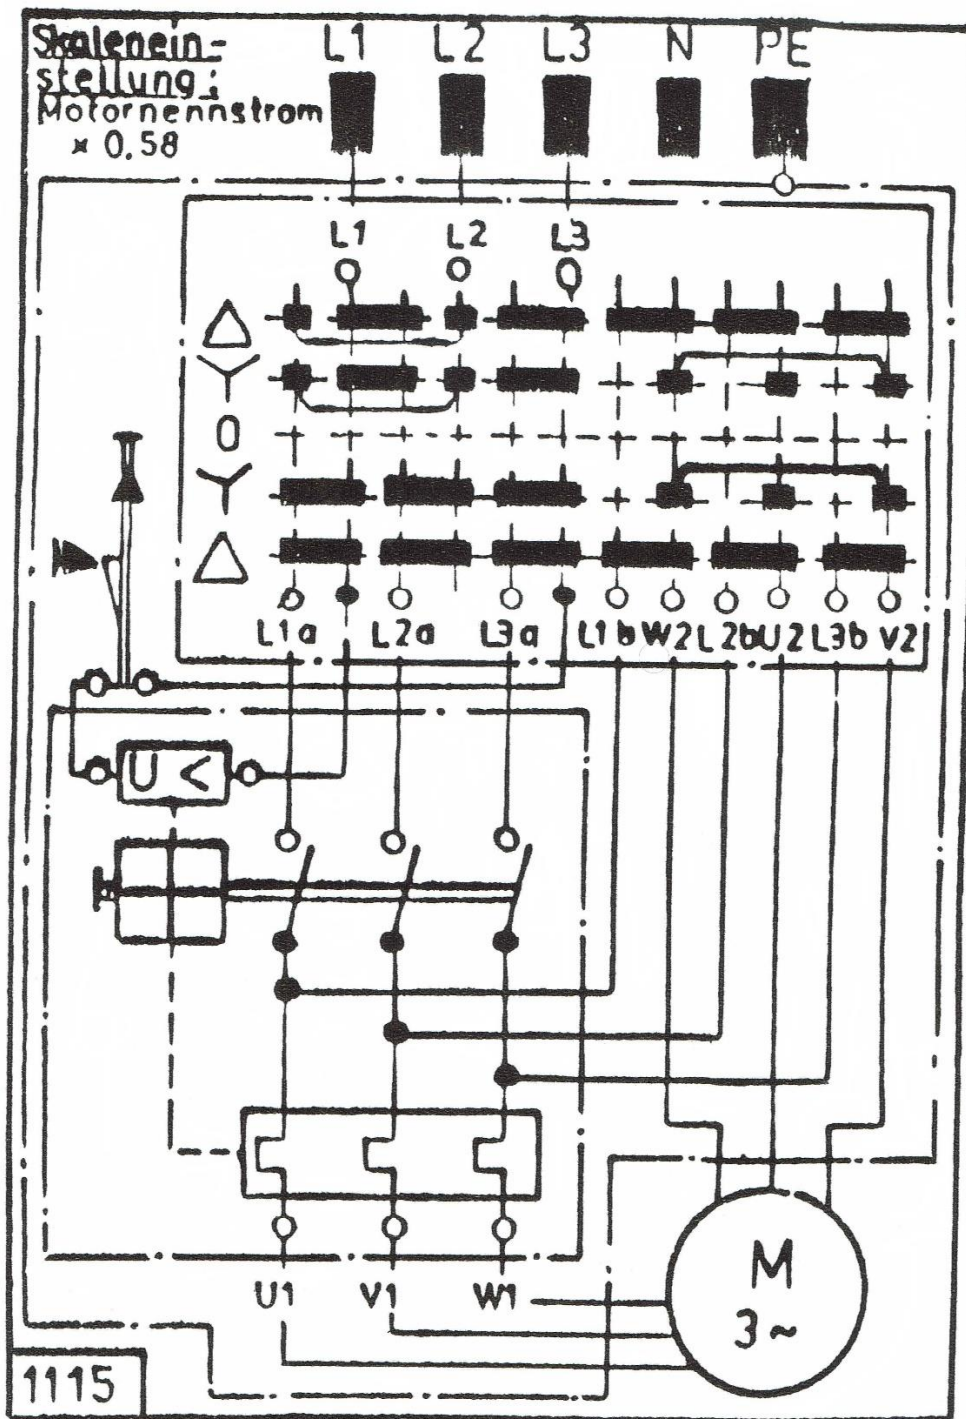 Skalenein-
stellung:
Motornennstrom
x 0.58
L1 L2 L3 N PE
L1 L2 L3
△
Y
0
Y
△
L1a L2a L3a L1b W2 L2b U2 L3b V2
U <
U1 V1 W1
M
3~
1115